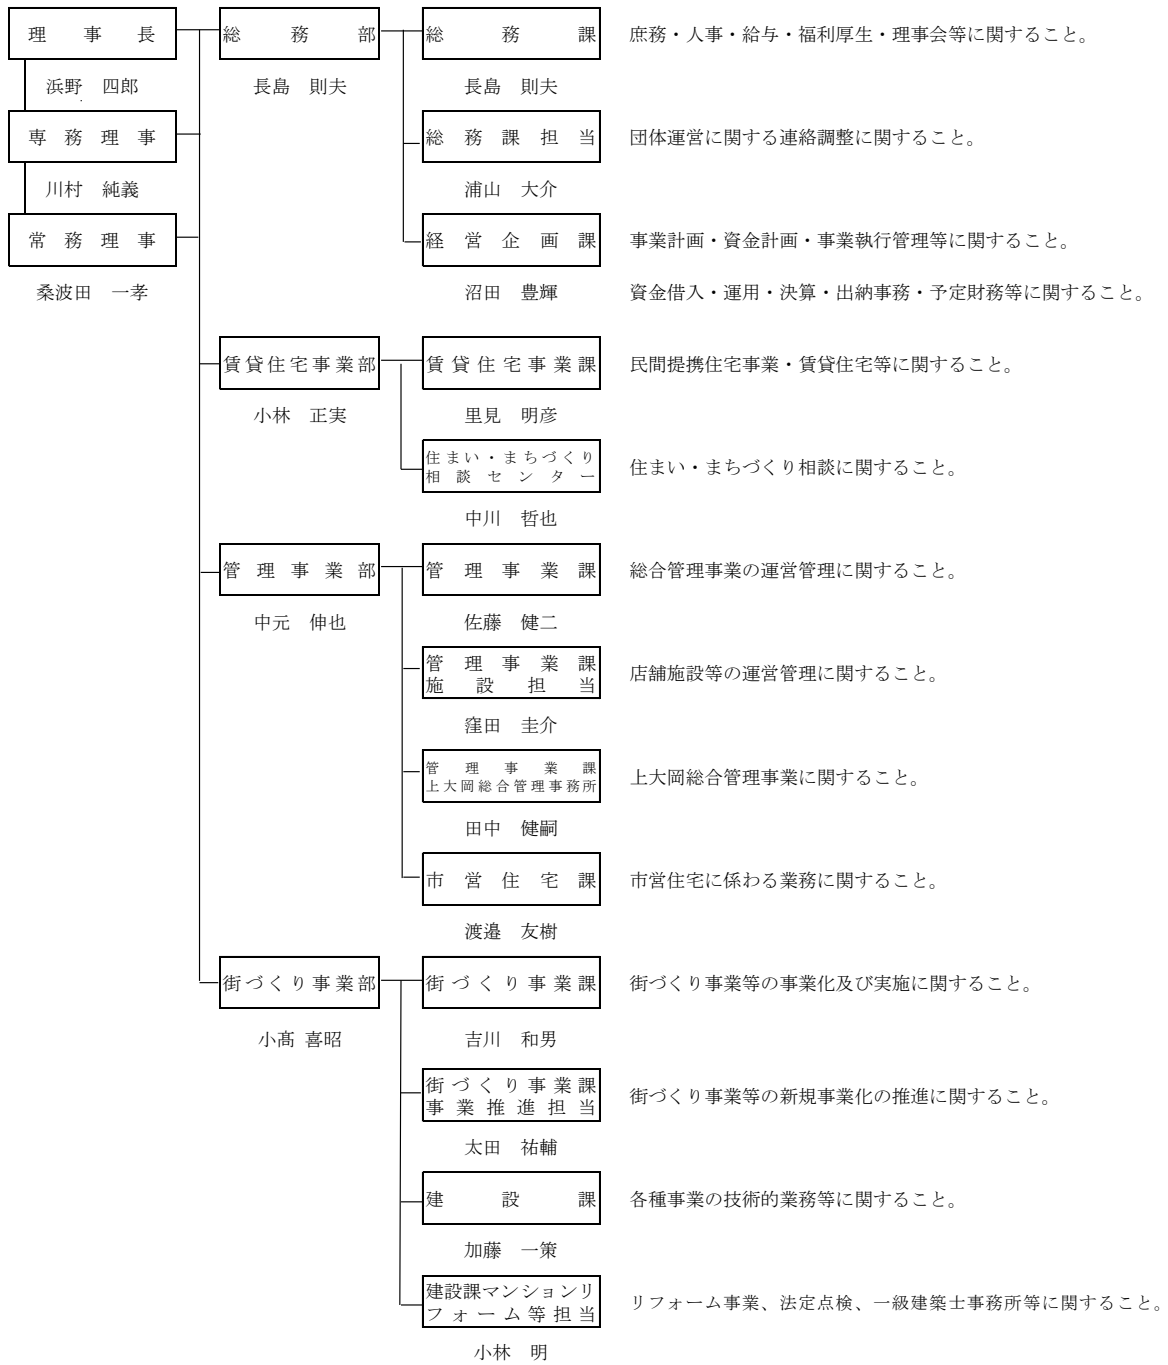 理事長
総務部
総務課
庶務・人事・給与・福利厚生・理事会等に関すること。
浜野　四郎
長島　則夫
長島　則夫
専務理事
総務課担当
団体運営に関する連絡調整に関すること。
川村　純義
浦山　大介
常務理事
経営企画課
事業計画・資金計画・事業執行管理等に関すること。
桑波田　一孝
沼田　豊輝
資金借入・運用・決算・出納事務・予定財務等に関すること。
賃貸住宅事業部
賃貸住宅事業課
民間提携住宅事業・賃貸住宅等に関すること。
小林　正実
里見　明彦
住まい・まちづくり
相談センター
住まい・まちづくり相談に関すること。
中川　哲也
管理事業部
管理事業課
総合管理事業の運営管理に関すること。
中元　伸也
佐藤　健二
管理事業課
施設担当
店舗施設等の運営管理に関すること。
窪田　圭介
管理事業課
上大岡総合管理事務所
上大岡総合管理事業に関すること。
田中　健嗣
市営住宅課
市営住宅に係わる業務に関すること。
渡邉　友樹
街づくり事業部
街づくり事業課
街づくり事業等の事業化及び実施に関すること。
小髙 喜昭
吉川　和男
街づくり事業課
事業推進担当
街づくり事業等の新規事業化の推進に関すること。
太田　祐輔
建設課
各種事業の技術的業務等に関すること。
加藤　一策
建設課マンションリ
フォーム等担当
リフォーム事業、法定点検、一級建築士事務所等に関すること。
小林　明